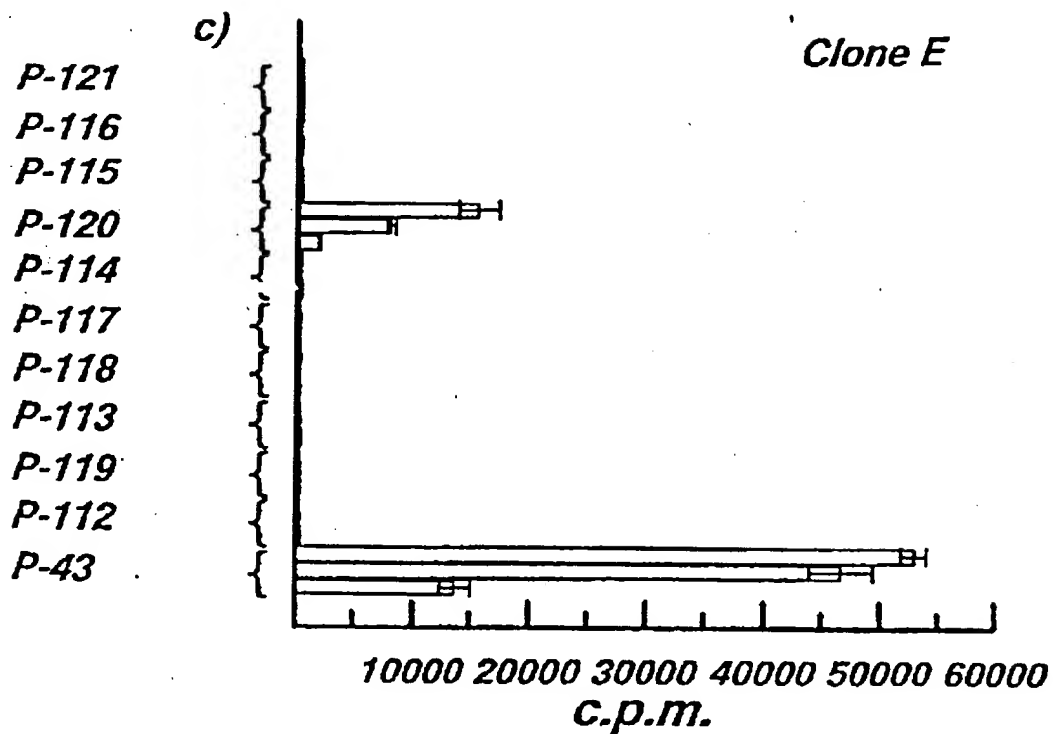 c)
Clone E
P-121
P-116
P-115
P-120
P-114
P-117
P-118
P-113
P-119
P-112
P-43
10000 20000 30000 40000 50000 60000
c.p.m.